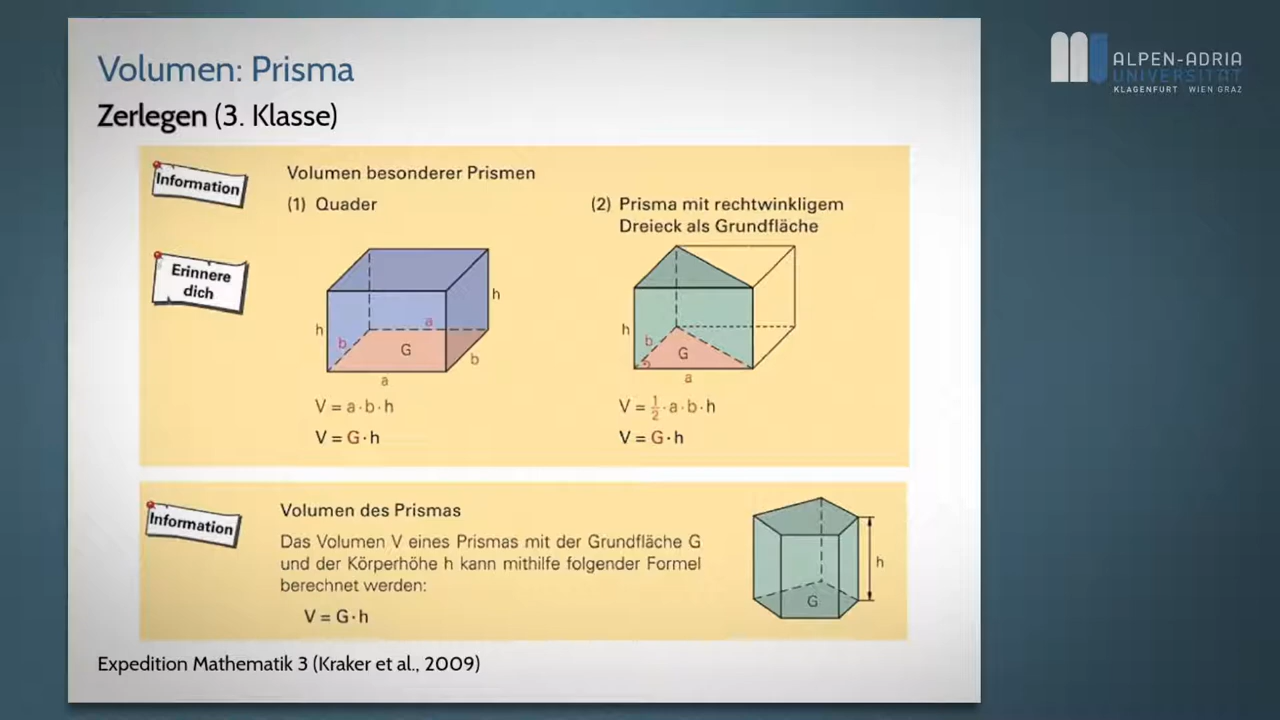 Volumen: Prisma
Zerlegen (3. Klasse)
ALPEN-ADRIA
UNIVERSITÄT
KLAGENFURT WIEN GRAZ
Information
Volumen besonderer Prismen
(1) Quader
(2) Prisma mit rechtwinkligem
Dreieck als Grundfläche
Erinnere
dich
h
h
a
b
G
b
a
h
b
G
a
V = a·b·h
V = G·h
V = 1/2·a·b·h
V = G·h
Information
Volumen des Prismas
Das Volumen V eines Prismas mit der Grundfläche G
und der Körperhöhe h kann mithilfe folgender Formel
berechnet werden:
V = G·h
h
G
Expedition Mathematik 3 (Kraker et al., 2009)